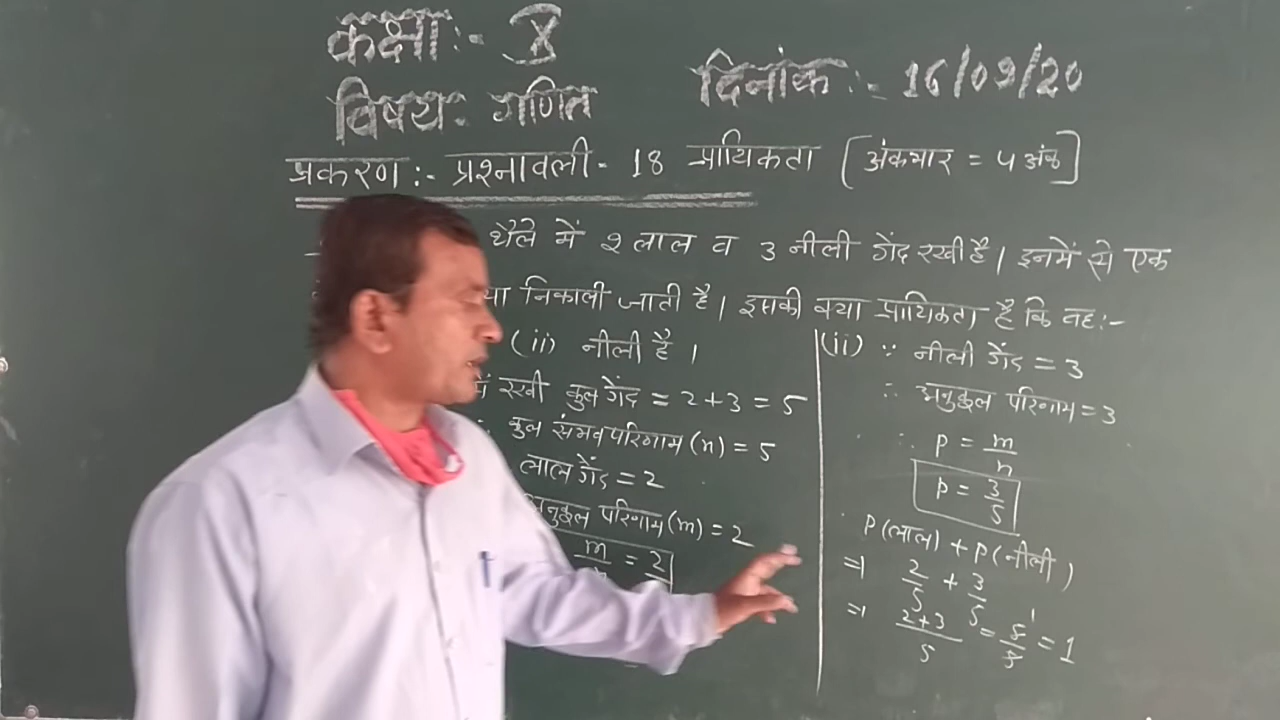 कक्षा:- X
विषय: गणित
दिनांक:- 16/09/20
प्रकरण:- प्रश्नावली- 18 प्रायिकता [अंकभार = 4 अंक]
थैले में 2 लाल व 3 नीली गेंद रखी है। इनमें से एक
निकाली जाती है। इसकी क्या प्रायिकता है कि वह:-
(ii) नीली है।
में रखी कुल गेंद = 2+3 = 5
∴ कुल संभव परिणाम (n) = 5
लाल गेंद = 2
अनुकूल परिणाम (m) = 2
m = 2
(ii) ∵ नीली गेंद = 3
∴ अनुकूल परिणाम = 3
∴ P = m/n
P = 3/5
P(लाल) + P(नीली)
⇒ 2/5 + 3/5
⇒ 2+3/5 = 5/5 = 1